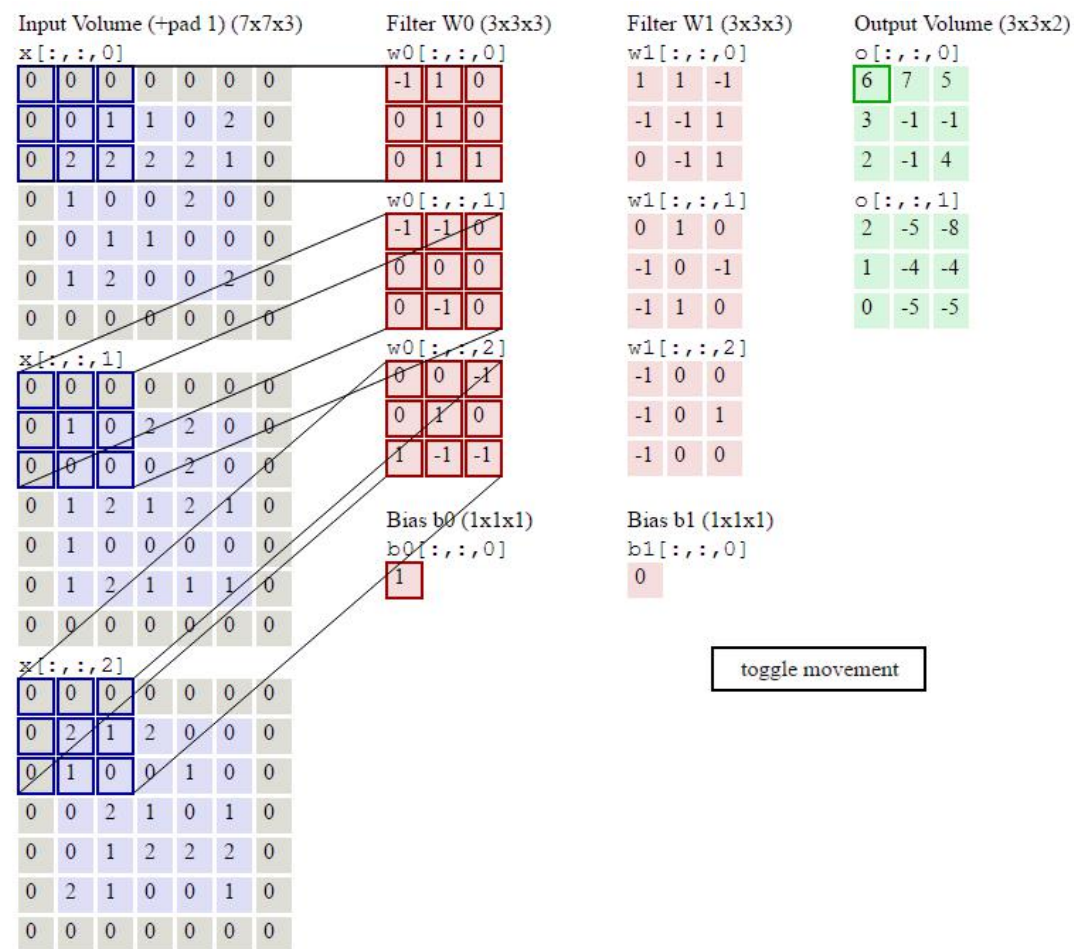 Input Volume (+pad 1) (7x7x3)
x[:,:,0]
0 0 0 0 0 0 0
0 0 1 1 0 2 0
0 2 2 2 2 1 0
0 1 0 0 2 0 0
0 0 1 1 0 0 0
0 1 2 0 0 2 0
0 0 0 0 0 0 0
x[:,:,1]
0 0 0 0 0 0 0
0 1 0 2 2 0 0
0 0 0 0 2 0 0
0 1 2 1 2 1 0
0 1 0 0 0 0 0
0 1 2 1 1 1 0
0 0 0 0 0 0 0
x[:,:,2]
0 0 0 0 0 0 0
0 2 1 2 0 0 0
0 1 0 0 1 0 0
0 0 2 1 0 1 0
0 0 1 2 2 2 0
0 2 1 0 0 1 0
0 0 0 0 0 0 0
Filter W0 (3x3x3)
w0[:,:,0]
-1 1 0
0 1 0
0 1 1
w0[:,:,1]
-1 -1 0
0 0 0
0 -1 0
w0[:,:,2]
0 0 -1
0 1 0
1 -1 -1
Bias b0 (1x1x1)
b0[:,:,0]
1
Filter W1 (3x3x3)
w1[:,:,0]
1 1 -1
-1 -1 1
0 -1 1
w1[:,:,1]
0 1 0
-1 0 -1
-1 1 0
w1[:,:,2]
-1 0 0
-1 0 1
-1 0 0
Bias b1 (1x1x1)
b1[:,:,0]
0
Output Volume (3x3x2)
o[:,:,0]
6 7 5
3 -1 -1
2 -1 4
o[:,:,1]
2 -5 -8
1 -4 -4
0 -5 -5
toggle movement